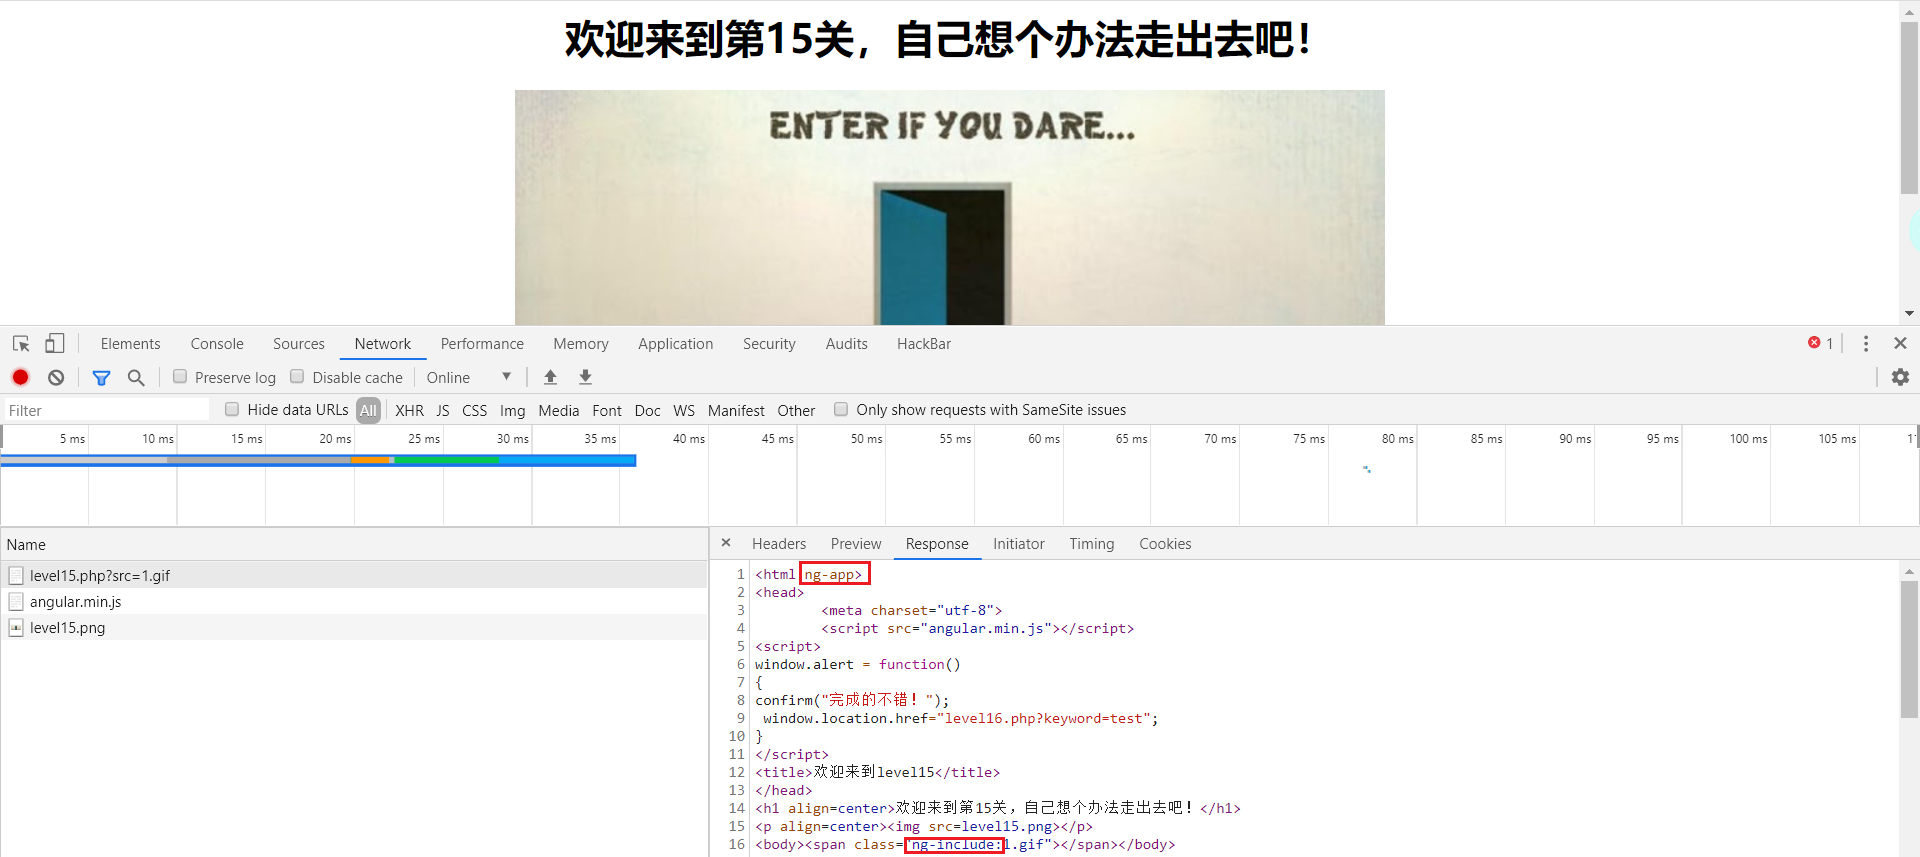 欢迎来到第15关，自己想个办法走出去吧！
ENTER IF YOU DARE...
Elements Console Sources Network Performance Memory Application Security Audits HackBar 1
Preserve log Disable cache Online
Filter Hide data URLs All XHR JS CSS Img Media Font Doc WS Manifest Other Only show requests with SameSite issues
5 ms 10 ms 15 ms 20 ms 25 ms 30 ms 35 ms 40 ms 45 ms 50 ms 55 ms 60 ms 65 ms 70 ms 75 ms 80 ms 85 ms 90 ms 95 ms 100 ms 105 ms
Name
level15.php?src=1.gif
angular.min.js
level15.png
Headers Preview Response Initiator Timing Cookies
1 <html ng-app>
2 <head>
3 <meta charset="utf-8">
4 <script src="angular.min.js"></script>
5 <script>
6 window.alert = function()
7 {
8 confirm("完成的不错！");
9 window.location.href="level16.php?keyword=test";
10 }
11 </script>
12 <title>欢迎来到level15</title>
13 </head>
14 <h1 align=center>欢迎来到第15关，自己想个办法走出去吧！</h1>
15 <p align=center><img src=level15.png></p>
16 <body><span class="ng-include:1.gif"></span></body>